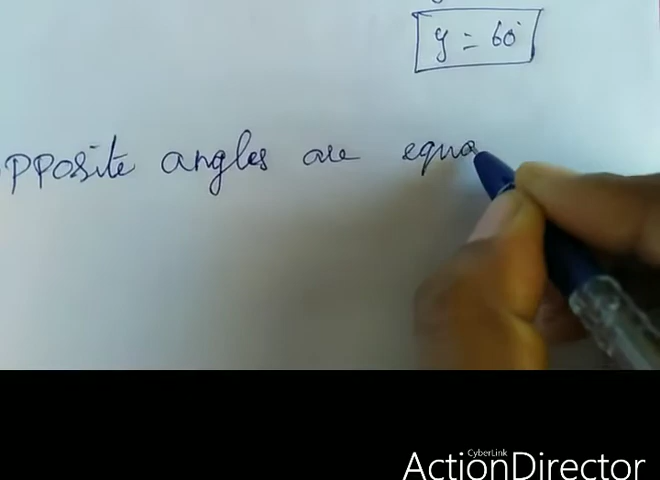 y = 60°
pposite angles are equa
CyberLink
ActionDirector